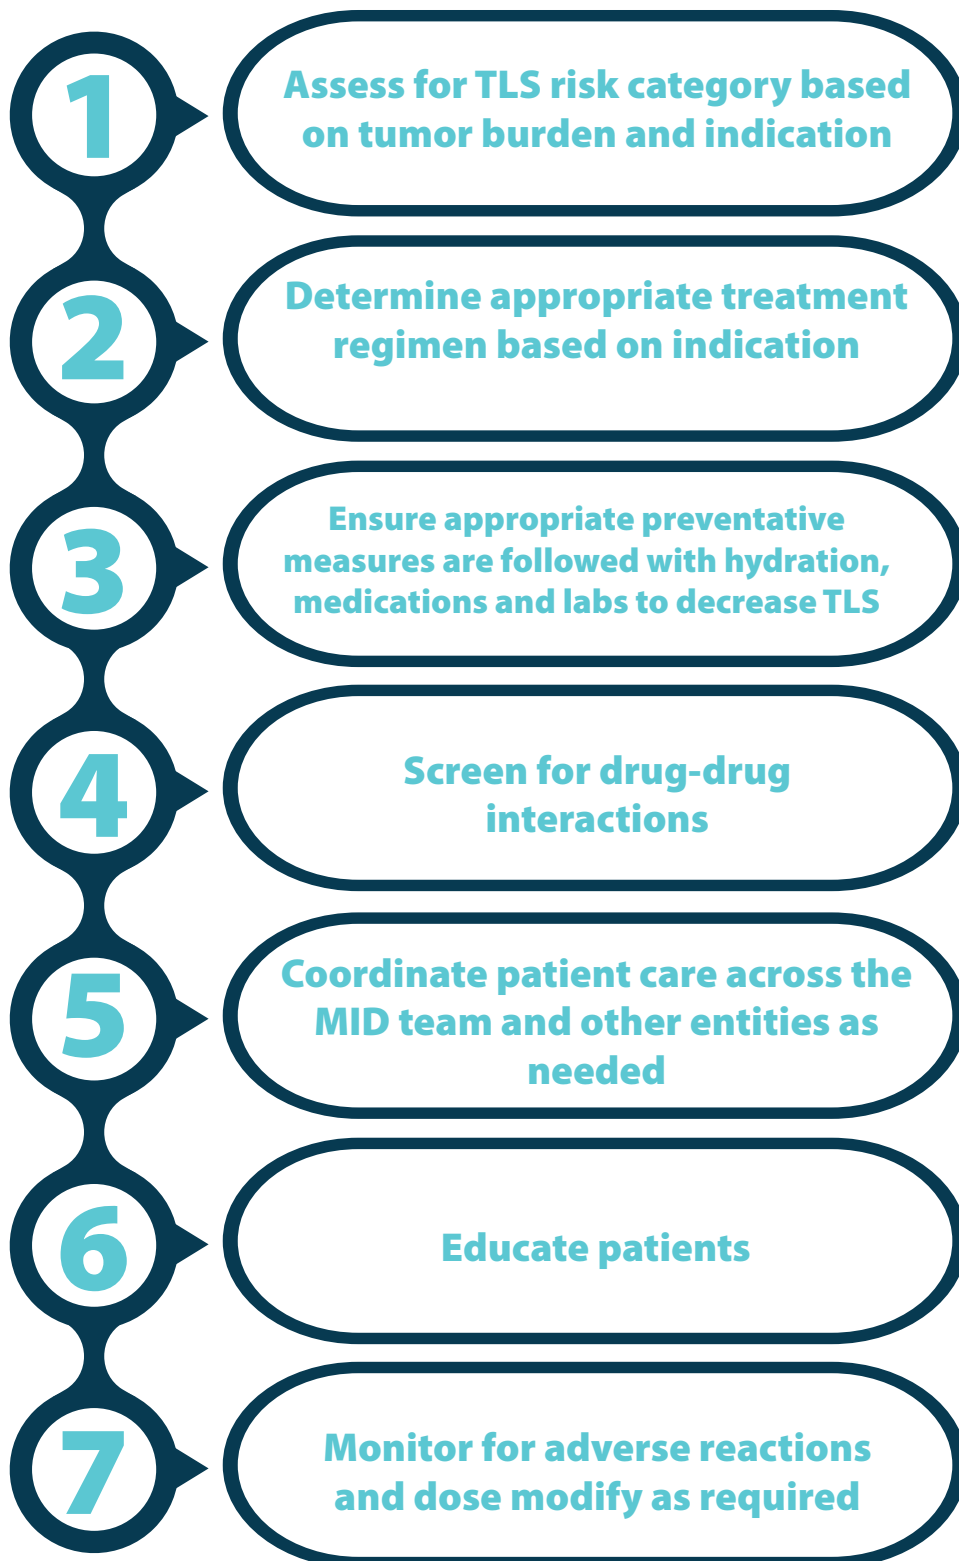 1
Assess for TLS risk category based
on tumor burden and indication
2
Determine appropriate treatment
regimen based on indication
3
Ensure appropriate preventative
measures are followed with hydration,
medications and labs to decrease TLS
4
Screen for drug-drug
interactions
5
Coordinate patient care across the
MID team and other entities as
needed
6
Educate patients
7
Monitor for adverse reactions
and dose modify as required